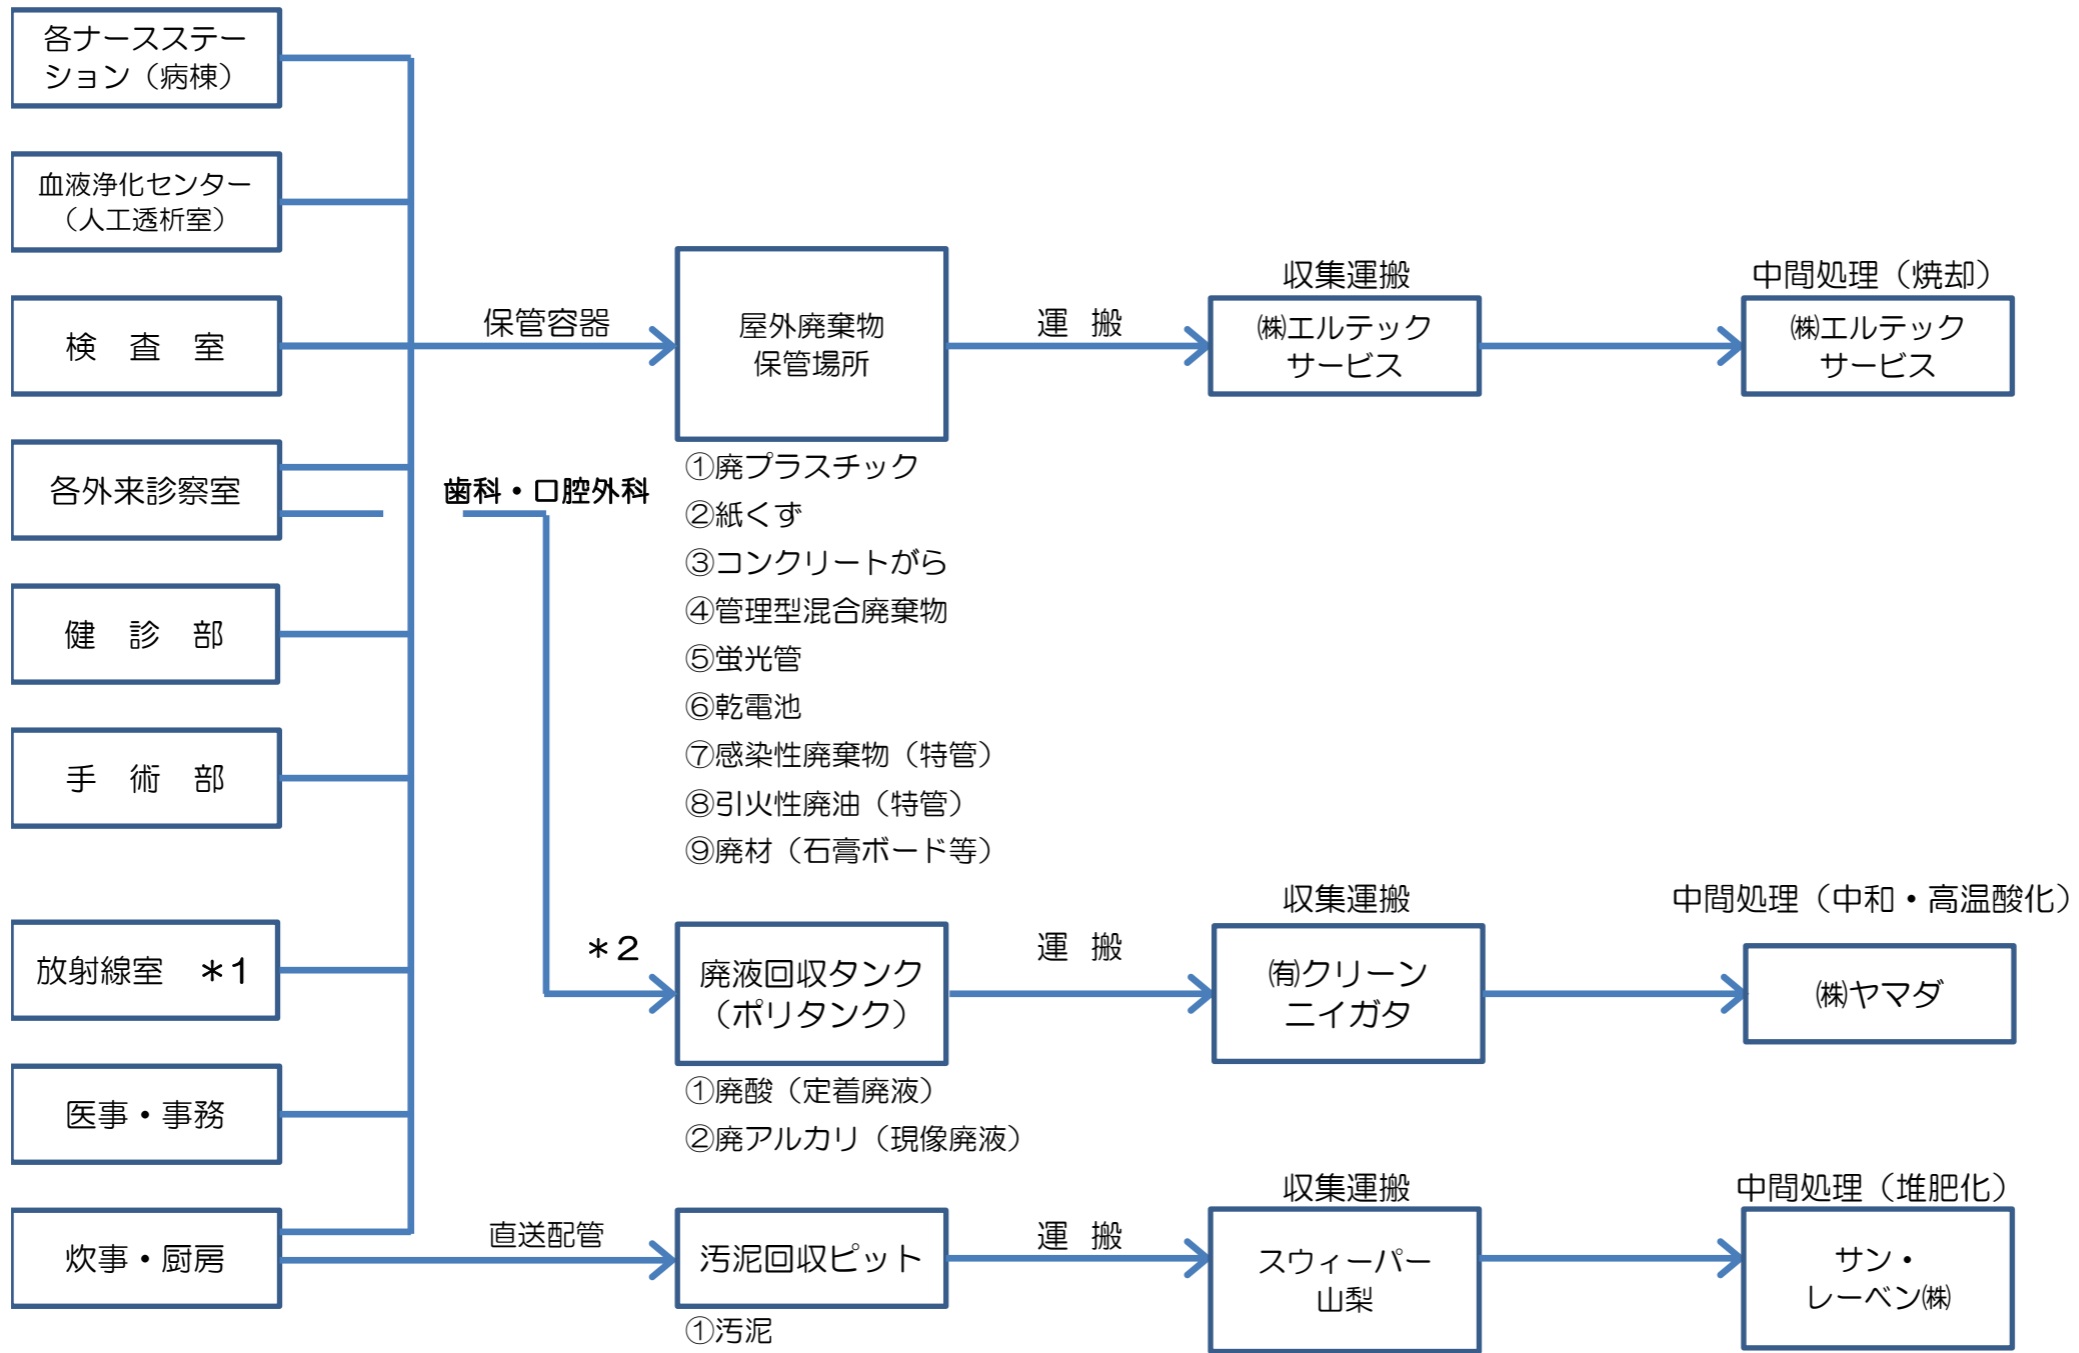 各ナースステー
ション（病棟）
血液浄化センター
（人工透析室）
検　査　室
各外来診察室
健　診　部
手　術　部
放射線室　＊1
医事・事務
炊事・厨房
保管容器
歯科・口腔外科
＊2
直送配管
屋外廃棄物
保管場所
①廃プラスチック
②紙くず
③コンクリートがら
④管理型混合廃棄物
⑤蛍光管
⑥乾電池
⑦感染性廃棄物（特管）
⑧引火性廃油（特管）
⑨廃材（石膏ボード等）
廃液回収タンク
（ポリタンク）
①廃酸（定着廃液）
②廃アルカリ（現像廃液）
汚泥回収ピット
①汚泥
運　搬
運　搬
運　搬
収集運搬
㈱エルテック
サービス
収集運搬
㈲クリーン
ニイガタ
収集運搬
スウィーパー
山梨
中間処理（焼却）
㈱エルテック
サービス
中間処理（中和・高温酸化）
㈱ヤマダ
中間処理（堆肥化）
サン・
レーベン㈱